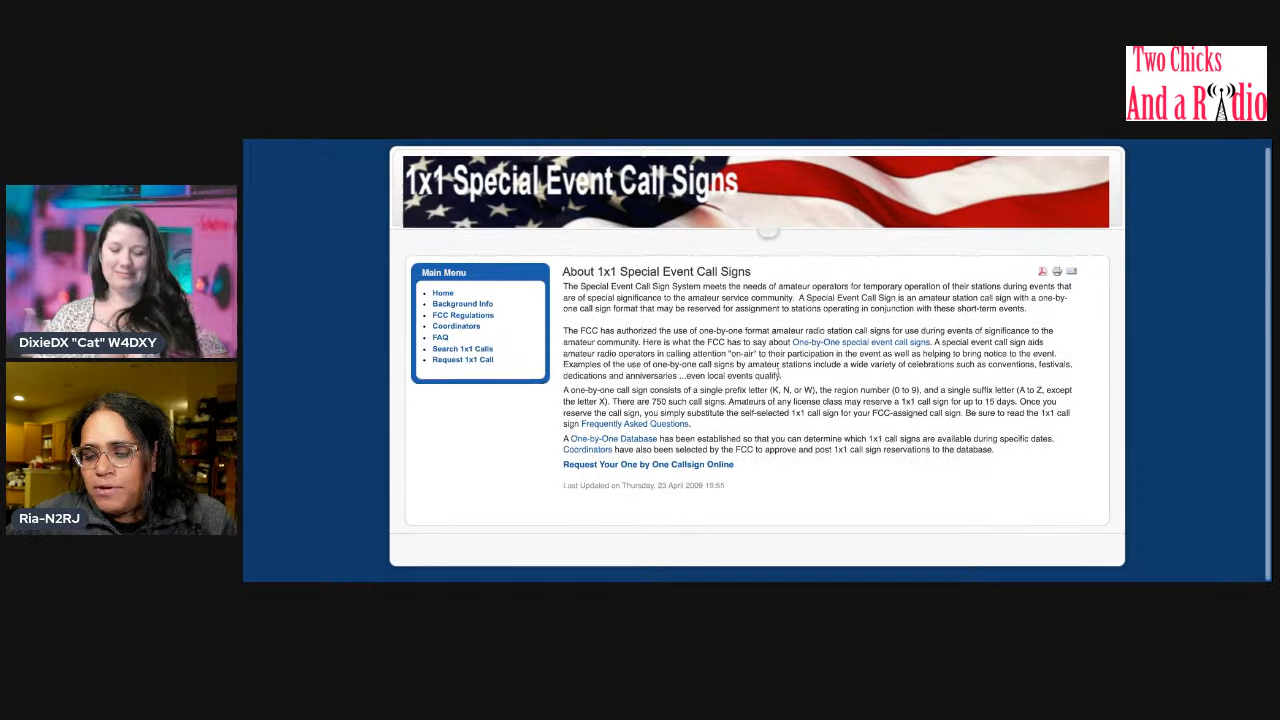 Two Chicks
And a Radio
1x1 Special Event Call Signs
Main Menu
Home
Background Info
FCC Regulations
Coordinators
FAQ
Search 1x1 Calls
Request 1x1 Call
About 1x1 Special Event Call Signs
The Special Event Call Sign System meets the needs of amateur operators for temporary operation of their stations during events that
are of special significance to the amateur service community. A Special Event Call Sign is an amateur station call sign with a one-by-
one call sign format that may be reserved for assignment to stations operating in conjunction with these short-term events.
The FCC has authorized the use of one-by-one format amateur radio station call signs for use during events of significance to the
amateur community. Here is what the FCC has to say about One-by-One special event call signs. A special event call sign aids
amateur radio operators in calling attention "on-air" to their participation in the event as well as helping to bring notice to the event.
Examples of the use of one-by-one call signs by amateur stations include a wide variety of celebrations such as conventions, festivals,
dedications and anniversaries ...even local events qualify.
A one-by-one call sign consists of a single prefix letter (K, N, or W), the region number (0 to 9), and a single suffix letter (A to Z, except
the letter X). There are 750 such call signs. Amateurs of any license class may reserve a 1x1 call sign for up to 15 days. Once you
reserve the call sign, you simply substitute the self-selected 1x1 call sign for your FCC-assigned call sign. Be sure to read the 1x1 call
sign Frequently Asked Questions.
A One-by-One Database has been established so that you can determine which 1x1 call signs are available during specific dates.
Coordinators have also been selected by the FCC to approve and post 1x1 call sign reservations to the database.
Request Your One by One Callsign Online
Last Updated on Thursday, 23 April 2009 19:55
DixieDX "Cat" W4DXY
Ria-N2RJ